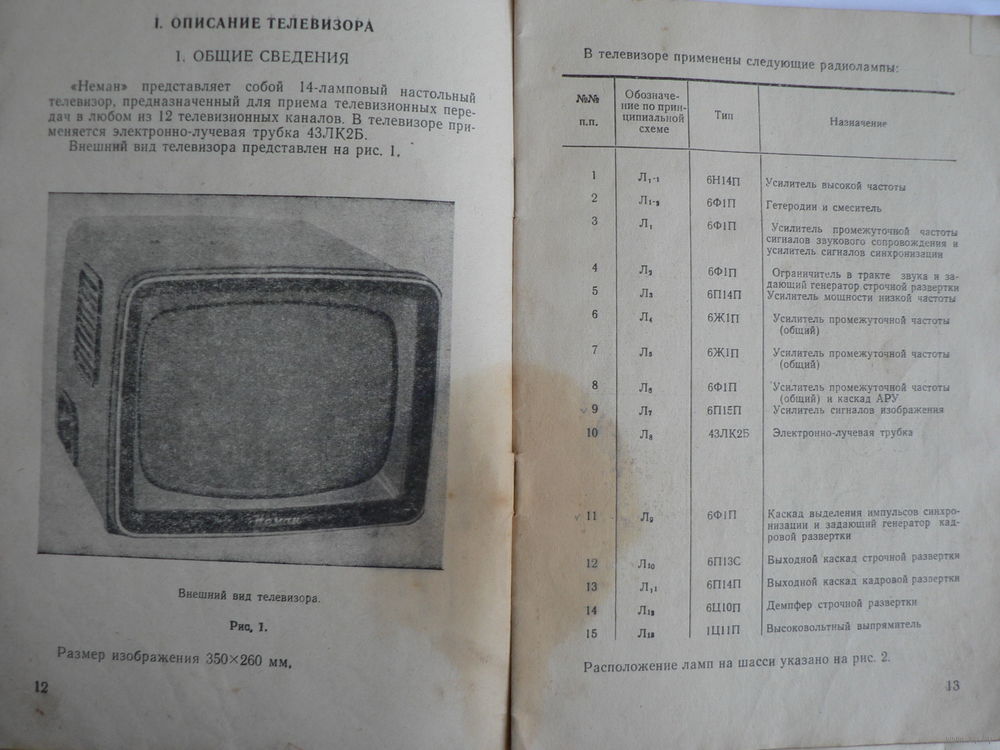 I. ОПИСАНИЕ ТЕЛЕВИЗОРА
1. ОБЩИЕ СВЕДЕНИЯ
«Неман» представляет собой 14-ламповый настольный
телевизор, предназначенный для приема телевизионных пере-
дач в любом из 12 телевизионных каналов. В телевизоре при-
меняется электронно-лучевая трубка 43ЛК2Б.
Внешний вид телевизора представлен на рис. 1.
Неман
Внешний вид телевизора.
Рис. 1.
Размер изображения 350×260 мм.
12
В телевизоре применены следующие радиолампы:
№№ п.п. Обозначе-ние по прин-ципиальной схеме Тип Назначение
1 Л1-1 6Н14П Усилитель высокой частоты
2 Л1-2 6Ф1П Гетеродин и смеситель
3 Л1 6Ф1П Усилитель промежуточной частоты
сигналов звукового сопровождения и
усилитель сигналов синхронизации
4 Л2 6Ф1П Ограничитель в тракте звука и за-
дающий генератор строчной развертки
5 Л3 6П14П Усилитель мощности низкой частоты
6 Л4 6Ж1П Усилитель промежуточной частоты
(общий)
7 Л5 6Ж1П Усилитель промежуточной частоты
(общий)
8 Л6 6Ф1П Усилитель промежуточной частоты
(общий) и каскад АРУ
9 Л7 6П15П Усилитель сигналов изображения
10 Л8 43ЛК2Б Электронно-лучевая трубка
11 Л9 6Ф1П Каскад выделения импульсов синхро-
низации и задающий генератор кад-
ровой развертки
12 Л10 6П13С Выходной каскад строчной развертки
13 Л11 6П14П Выходной каскад кадровой развертки
14 Л12 6Ц10П Демпфер строчной развертки
15 Л13 1Ц11П Высоковольтный выпрямитель
Расположение ламп на шасси указано на рис. 2.
13